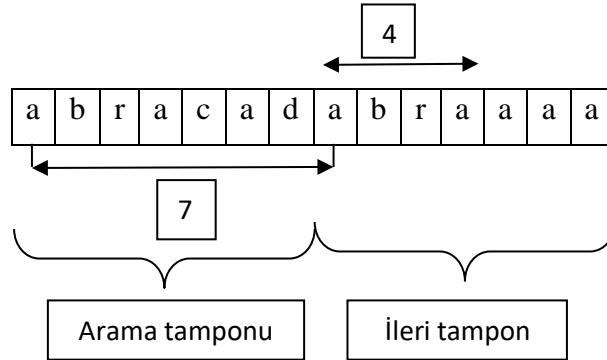 4
a b r a c a d a b r a a a a
7
Arama tamponu İleri tampon